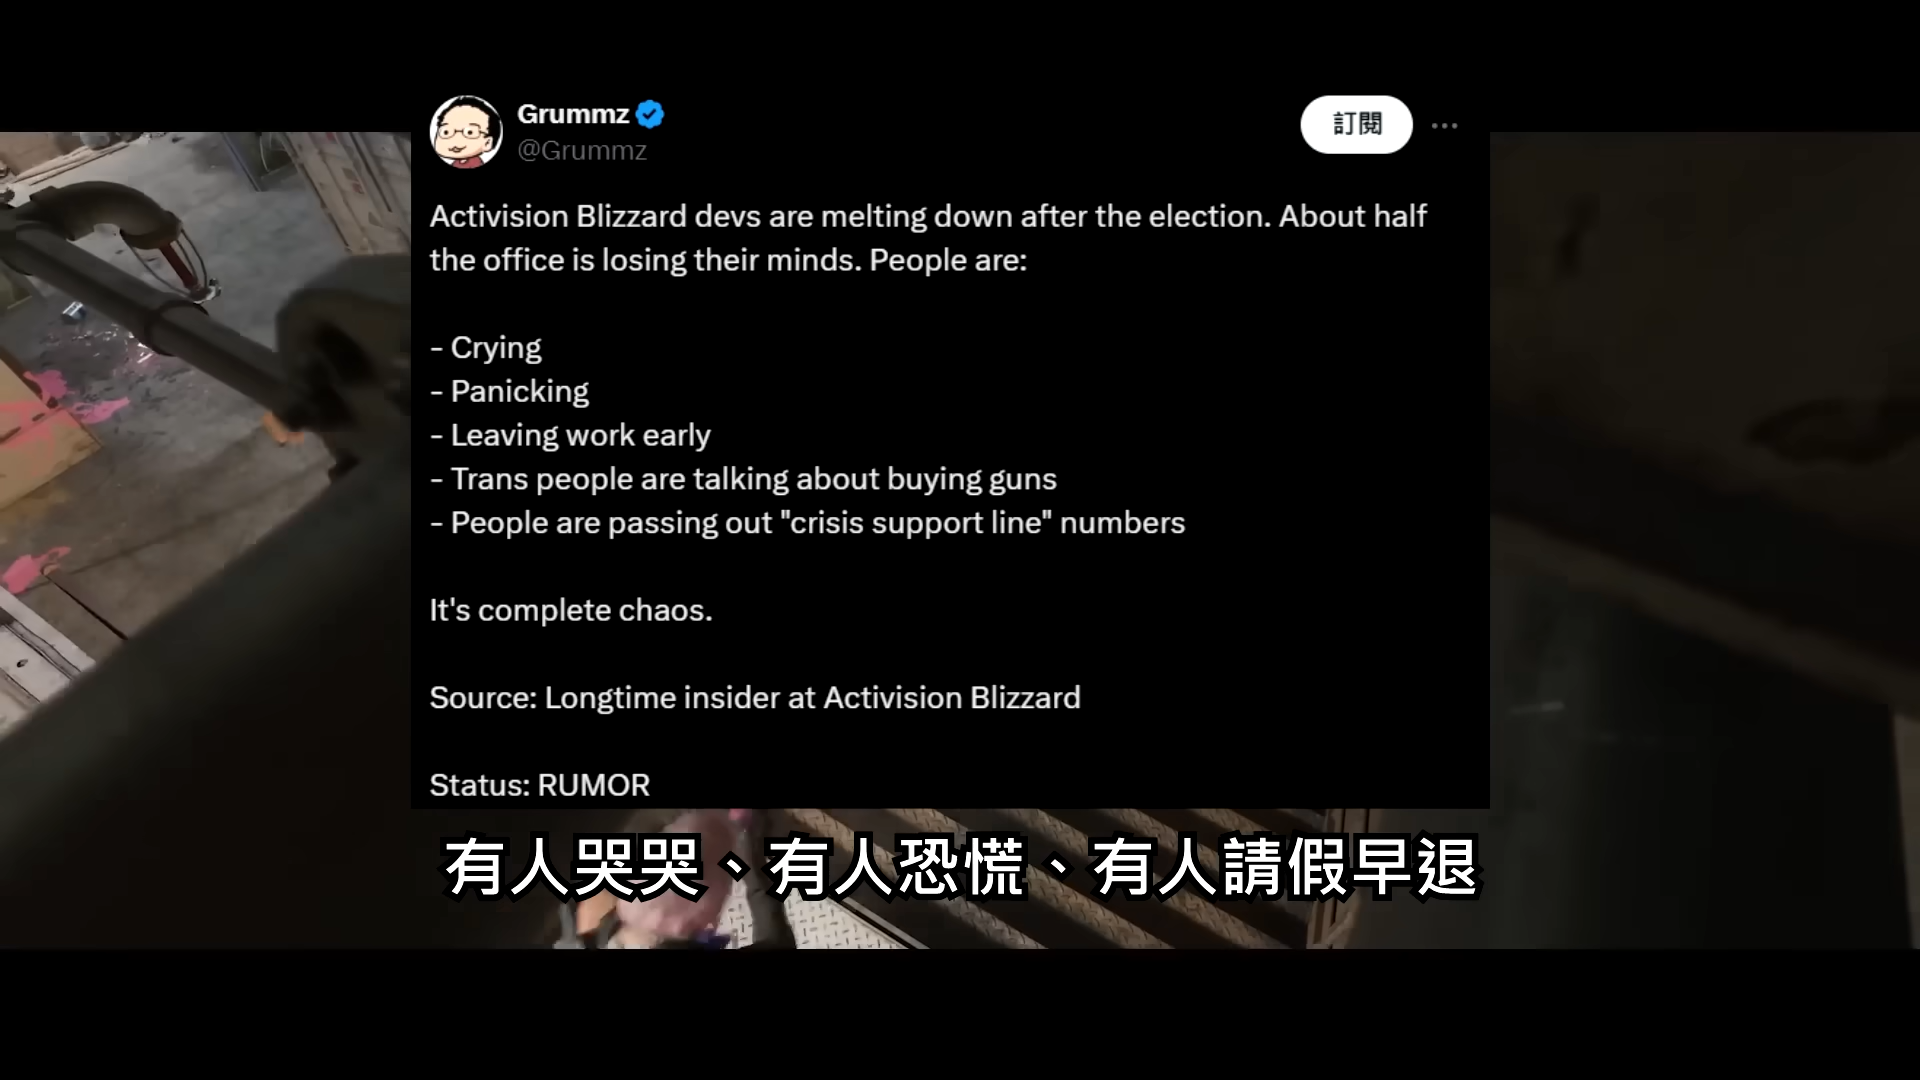 Grummz
@Grummz
訂閱
Activision Blizzard devs are melting down after the election. About half
the office is losing their minds. People are:
- Crying
- Panicking
- Leaving work early
- Trans people are talking about buying guns
- People are passing out "crisis support line" numbers
It's complete chaos.
Source: Longtime insider at Activision Blizzard
Status: RUMOR
有人哭哭、有人恐慌、有人請假早退